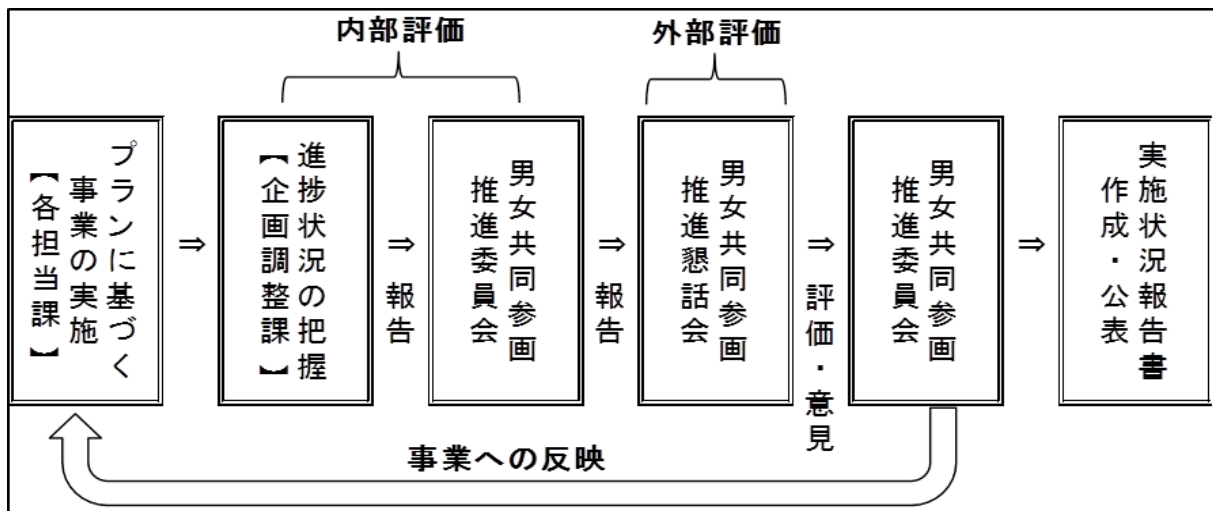 内部評価
外部評価
プランに基づく
事業の実施
【各担当課】
⇒
進捗状況の把握
【企画調整課】
⇒
報告
男女共同参画
推進委員会
⇒
報告
男女共同参画
推進懇話会
⇒
評価・意見
男女共同参画
推進委員会
⇒
実施状況報告書
作成・公表
事業への反映